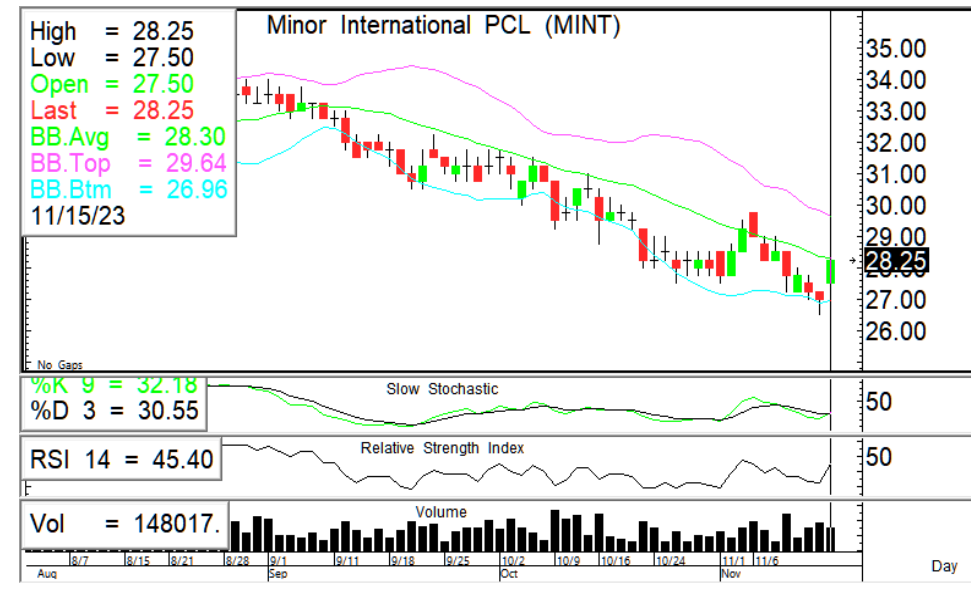 Minor International PCL (MINT)
High = 28.25
Low = 27.50
Open = 27.50
Last = 28.25
BB.Avg = 28.30
BB.Top = 29.64
BB.Btm = 26.96
11/15/23
35.00
34.00
33.00
32.00
31.00
30.00
29.00
28.25
27.00
26.00
No Gaps
%K 9 = 32.18
%D 3 = 30.55
Slow Stochastic
50
RSI 14 = 45.40
Relative Strength Index
50
Vol = 148017.
Volume
8/7 8/15 8/21 8/28 9/1 9/11 9/18 9/25 10/2 10/9 10/16 10/24 11/1 11/6
Aug Sep Oct Nov
Day